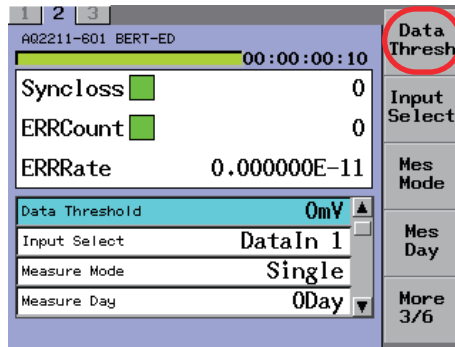 1 2 3
AQ2211-601 BERT-ED
00:00:00:10
Syncloss 0
ERRCount 0
ERRRate 0.000000E-11
Data Threshold 0mV
Input Select DataIn 1
Measure Mode Single
Measure Day 0Day
Data
Thresh
Input
Select
Mes
Mode
Mes
Day
More
3/6